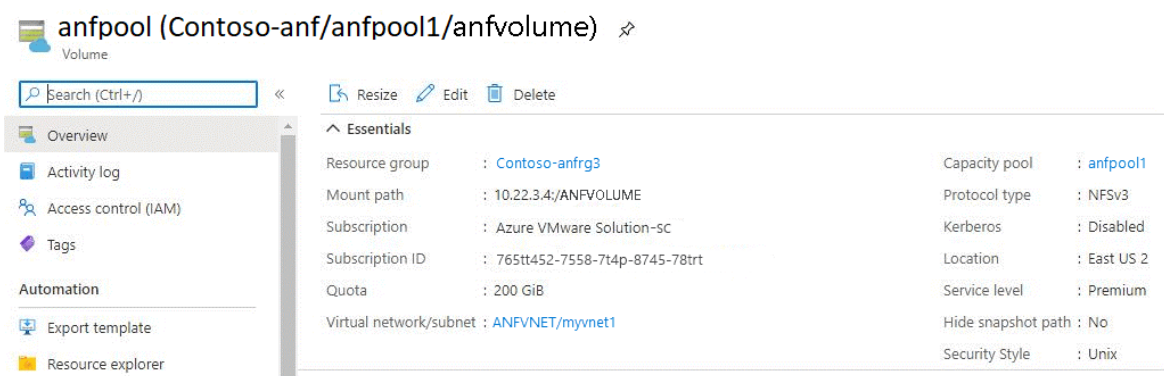 anfpool (Contoso-anf/anfpool1/anfvolume)
Volume
Search (Ctrl+/)
«
Resize Edit Delete
Overview
Essentials
Activity log
Access control (IAM)
Tags
Automation
Export template
Resource explorer
Resource group : Contoso-anfrg3
Mount path : 10.22.3.4:/ANFVOLUME
Subscription : Azure VMware Solution-sc
Subscription ID : 765tt452-7558-7t4p-8745-78trt
Quota : 200 GiB
Virtual network/subnet : ANFVNET/myvnet1
Capacity pool : anfpool1
Protocol type : NFSv3
Kerberos : Disabled
Location : East US 2
Service level : Premium
Hide snapshot path : No
Security Style : Unix